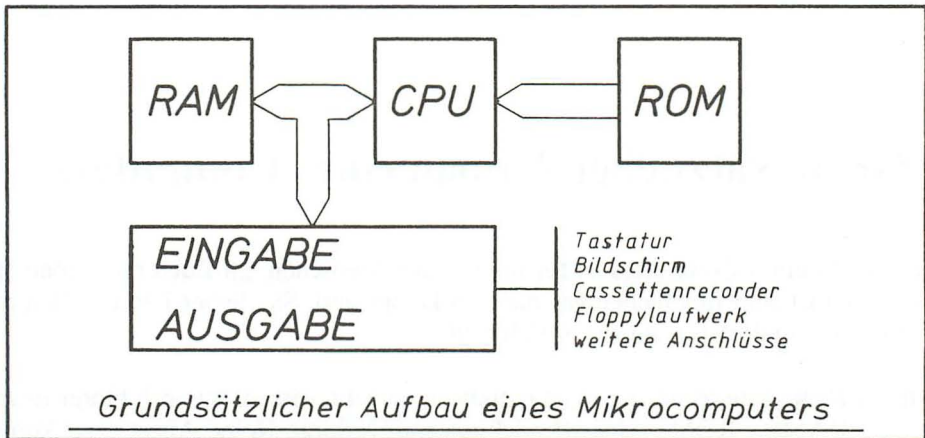 RAM
CPU
ROM
EINGABE
AUSGABE
Tastatur
Bildschirm
Cassettenrecorder
Floppylaufwerk
weitere Anschlüsse
Grundsätzlicher Aufbau eines Mikrocomputers